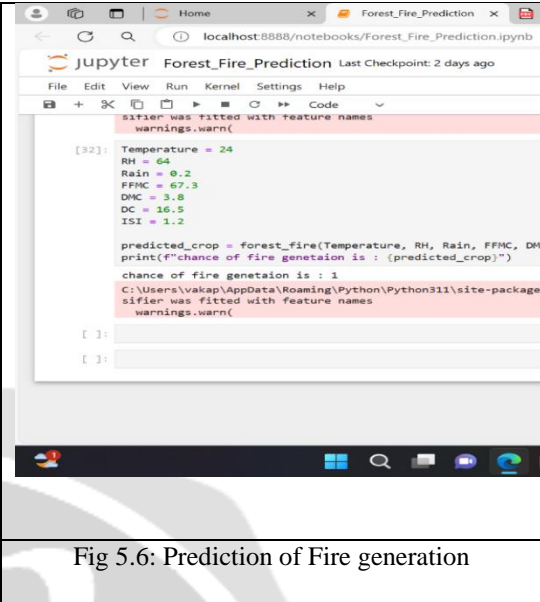 Home
Forest_Fire_Prediction
localhost:8888/notebooks/Forest_Fire_Prediction.ipynb
jupyter Forest_Fire_Prediction Last Checkpoint: 2 days ago
File Edit View Run Kernel Settings Help
Code
sifier was fitted with feature names
warnings.warn(
[32]: Temperature = 24
RH = 64
Rain = 0.2
FFMC = 67.3
DMC = 3.8
DC = 16.5
ISI = 1.2
predicted_crop = forest_fire(Temperature, RH, Rain, FFMC, DM
print(f"chance of fire genetaion is : {predicted_crop}")
chance of fire genetaion is : 1
C:\Users\vakap\AppData\Roaming\Python\Python311\site-package
sifier was fitted with feature names
warnings.warn(
[ ]:
[ ]:
Fig 5.6: Prediction of Fire generation